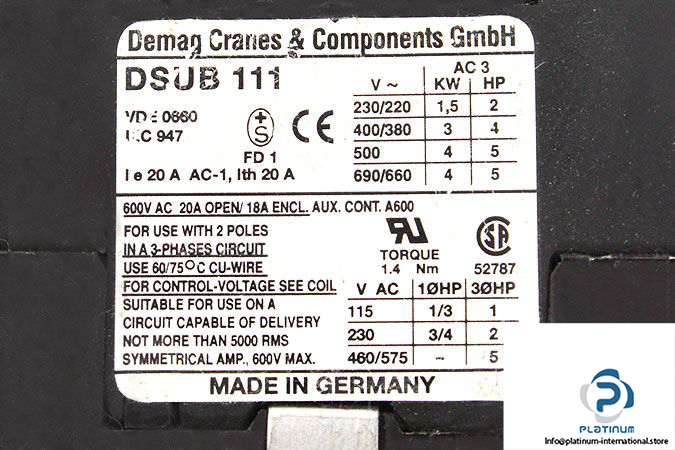 Demag Cranes & Components GmbH
DSUB 111
VDE 0660
IEC 947
FD 1
I e 20 A AC-1, Ith 20 A
V ~ AC 3
KW HP
230/220 1,5 2
400/380 3 4
500 4 5
690/660 4 5
600V AC 20A OPEN/ 18A ENCL. AUX. CONT. A600
FOR USE WITH 2 POLES
IN A 3-PHASES CIRCUIT
USE 60/75°C CU-WIRE
FOR CONTROL-VOLTAGE SEE COIL
SUITABLE FOR USE ON A
CIRCUIT CAPABLE OF DELIVERY
NOT MORE THAN 5000 RMS
SYMMETRICAL AMP., 600V MAX.
TORQUE
1.4 Nm
52787
V AC 1ØHP 3ØHP
115 1/3 1
230 3/4 2
460/575 - 5
MADE IN GERMANY
PLATINUM
Info@platinum-international.store